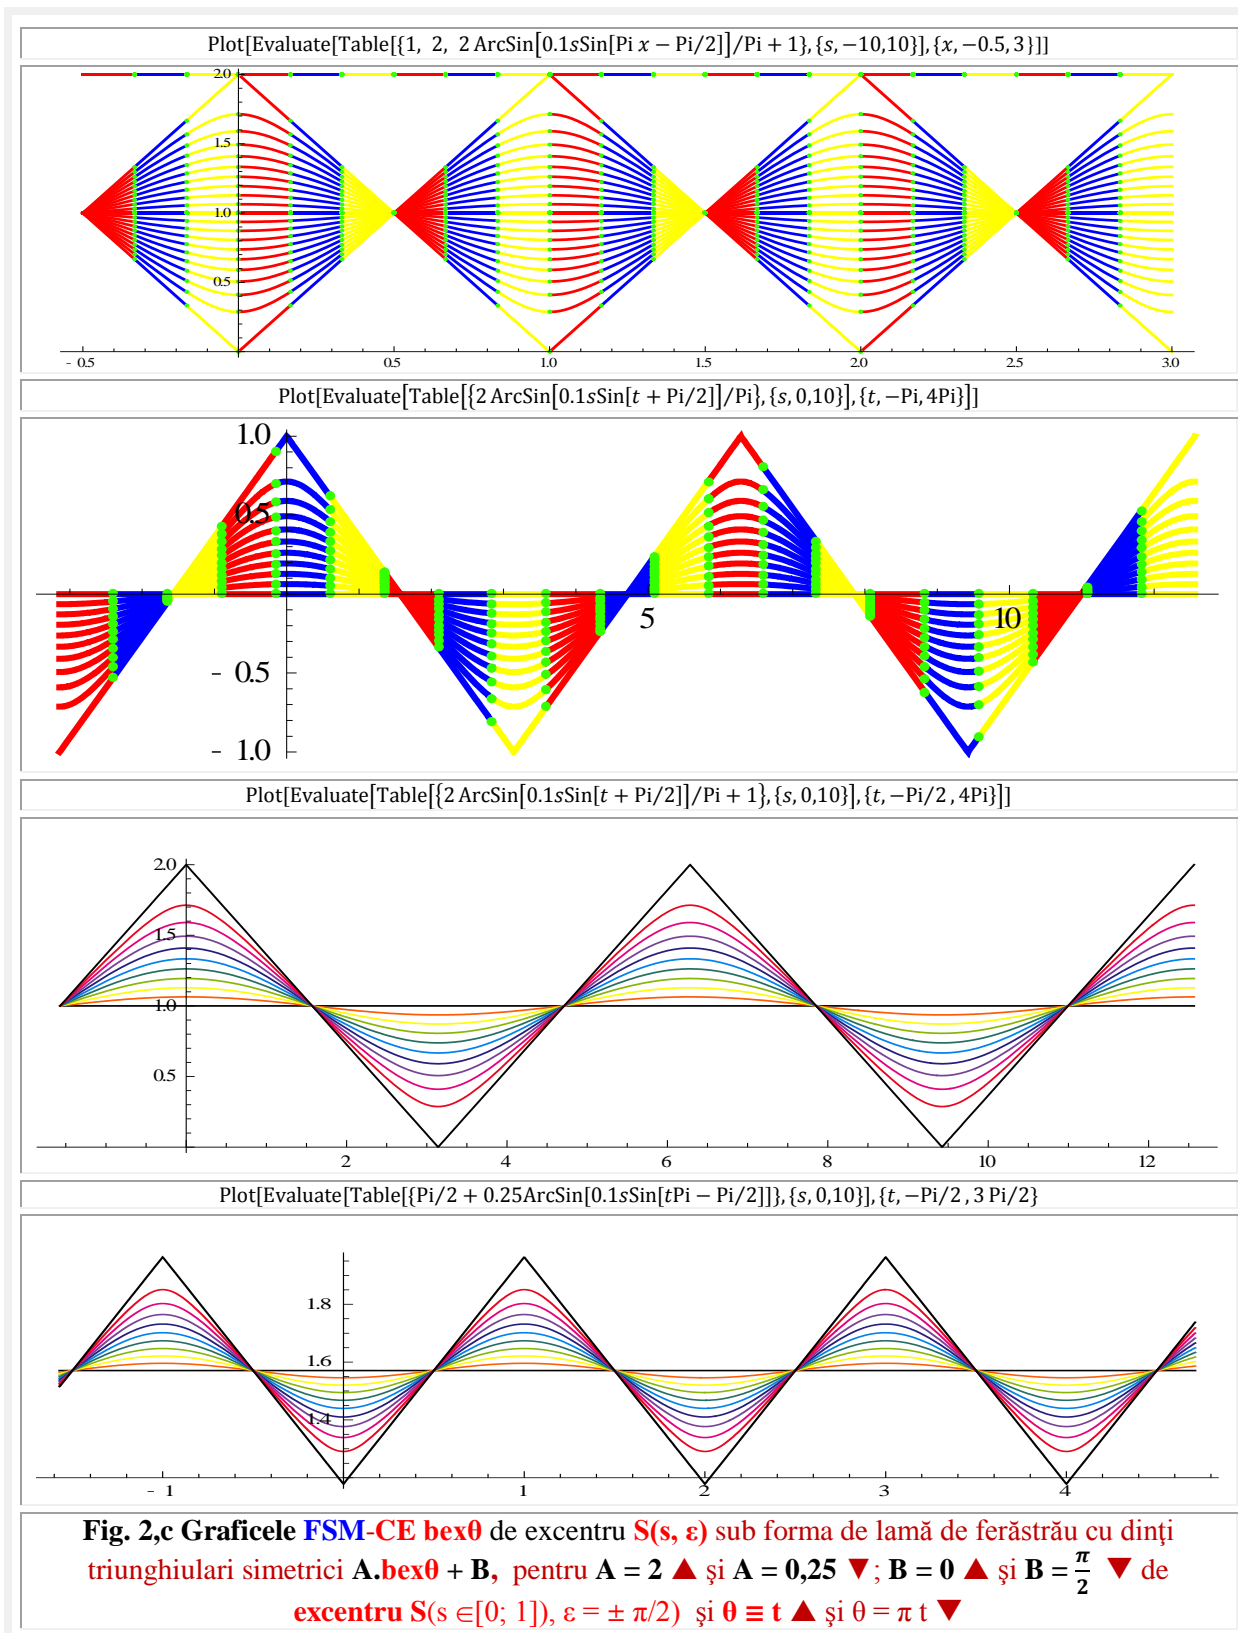 Plot[Evaluate[Table[{1, 2, 2 ArcSin[0.1sSin[Pi x − Pi/2]]/Pi + 1}, {s, −10,10}], {x, −0.5, 3}]]
2.0
1.5
1.0
0.5
- 0.5 0.5 1.0 1.5 2.0 2.5 3.0
Plot[Evaluate[Table[{2 ArcSin[0.1sSin[t + Pi/2]]/Pi}, {s, 0,10}], {t, −Pi, 4Pi}]]
1.0
0.5
5 10
- 0.5
- 1.0
Plot[Evaluate[Table[{2 ArcSin[0.1sSin[t + Pi/2]]/Pi + 1}, {s, 0,10}], {t, −Pi/2 , 4Pi}]]
2.0
1.5
1.0
0.5
2 4 6 8 10 12
Plot[Evaluate[Table[{Pi/2 + 0.25ArcSin[0.1sSin[tPi − Pi/2]]}, {s, 0,10}], {t, −Pi/2 , 3 Pi/2}
1.8
1.6
1.4
- 1 1 2 3 4
Fig. 2,c Graficele FSM-CE bexθ de excentru S(s, ε) sub forma de lamă de ferăstrău cu dinţi
triunghiulari simetrici A.bexθ + B, pentru A = 2 ▲ şi A = 0,25 ▼; B = 0 ▲ şi B = π/2 ▼ de
excentru S(s ∈[0; 1]), ε = ± π/2) şi θ ≡ t ▲ şi θ = π t ▼